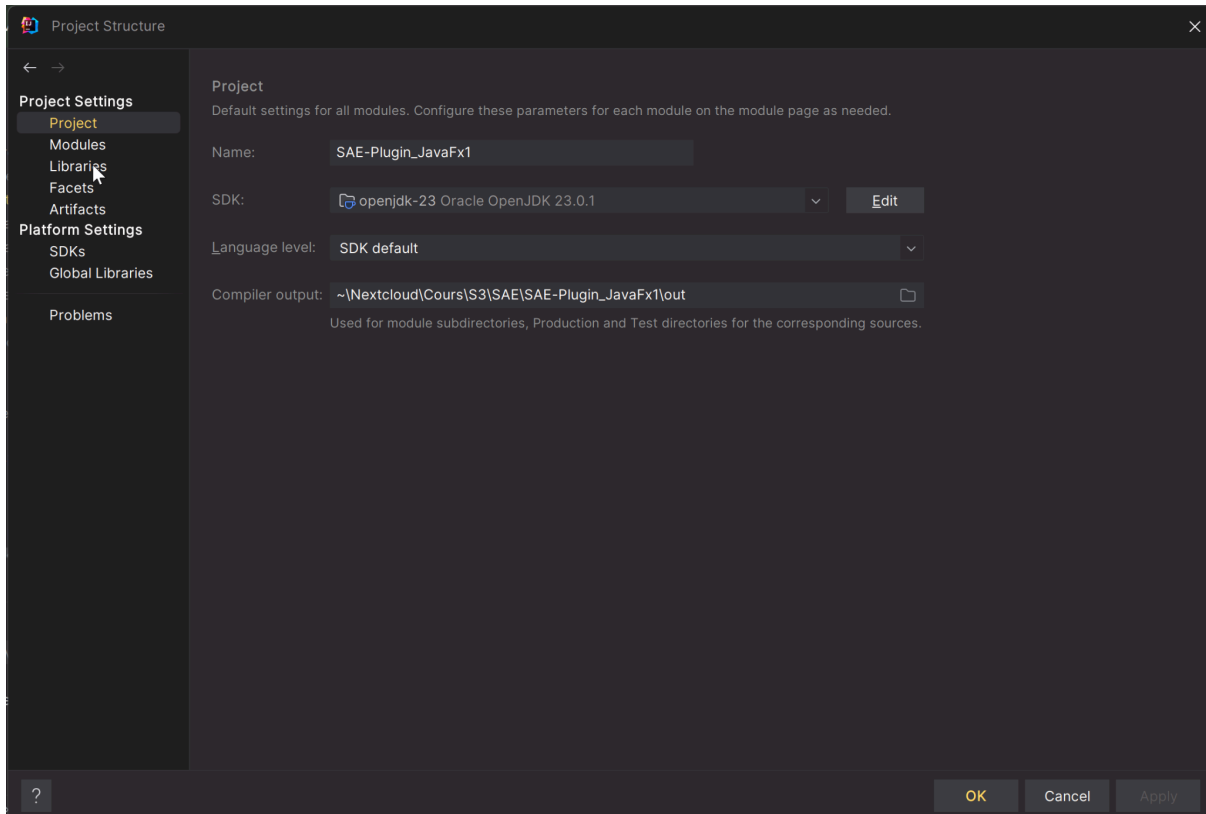 Project Structure
Project Settings
Project
Modules
Libraries
Facets
Artifacts
Platform Settings
SDKs
Global Libraries
Problems
Project
Default settings for all modules. Configure these parameters for each module on the module page as needed.
Name: SAE-Plugin_JavaFx1
SDK: openjdk-23 Oracle OpenJDK 23.0.1 Edit
Language level: SDK default
Compiler output: ~\Nextcloud\Cours\S3\SAE\SAE-Plugin_JavaFx1\out
Used for module subdirectories, Production and Test directories for the corresponding sources.
? OK Cancel Apply